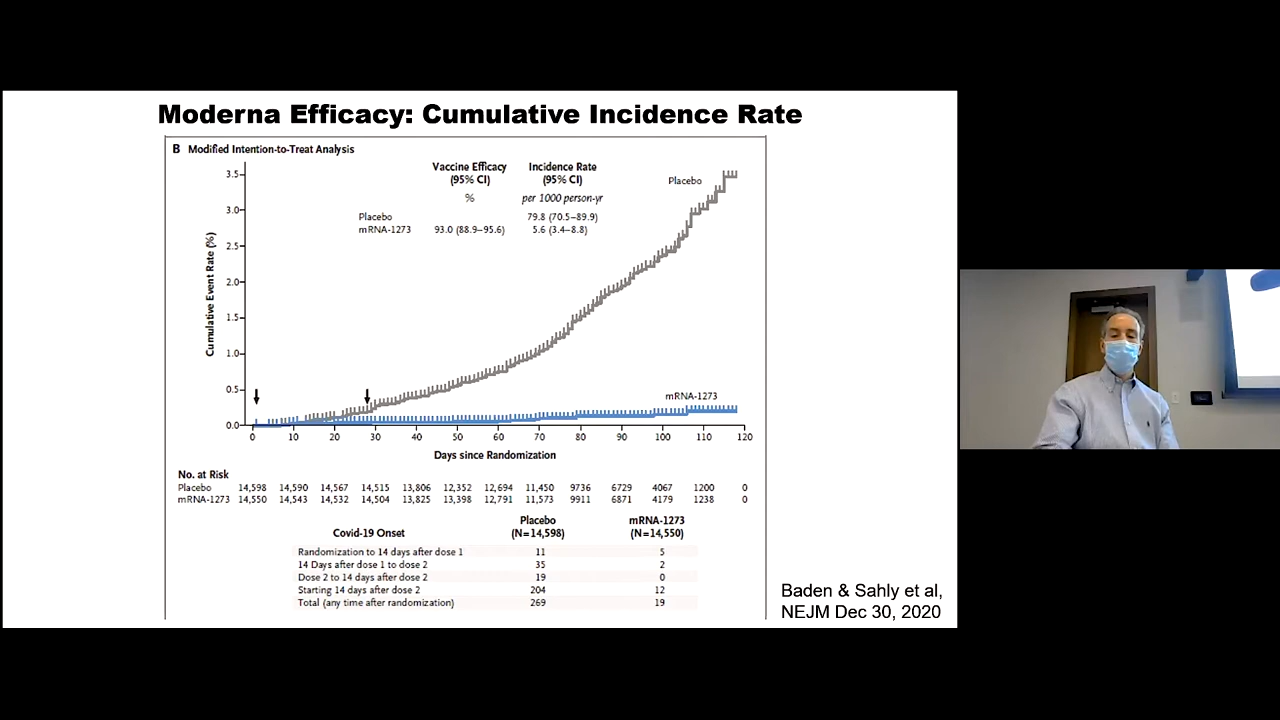 Moderna Efficacy: Cumulative Incidence Rate
B Modified Intention-to-Treat Analysis
Vaccine Efficacy (95% CI)
Incidence Rate (95% CI)
%
per 1000 person-yr
Placebo
79.8 (70.5–89.9)
mRNA-1273 93.0 (88.9–95.6) 5.6 (3.4–8.8)
Cumulative Event Rate (%)
3.5
3.0
2.5
2.0
1.5
1.0
0.5
0.0
Placebo
mRNA-1273
0 10 20 30 40 50 60 70 80 90 100 110 120
Days since Randomization
No. at Risk
Placebo 14,598 14,590 14,567 14,515 13,806 12,352 12,694 11,450 9736 6729 4067 1200 0
mRNA-1273 14,550 14,543 14,532 14,504 13,825 13,398 12,791 11,573 9911 6871 4179 1238 0
Covid-19 Onset
Placebo (N=14,598)
mRNA-1273 (N=14,550)
Randomization to 14 days after dose 1 11 5
14 Days after dose 1 to dose 2 35 2
Dose 2 to 14 days after dose 2 19 0
Starting 14 days after dose 2 204 12
Total (any time after randomization) 269 19
Baden & Sahly et al,
NEJM Dec 30, 2020